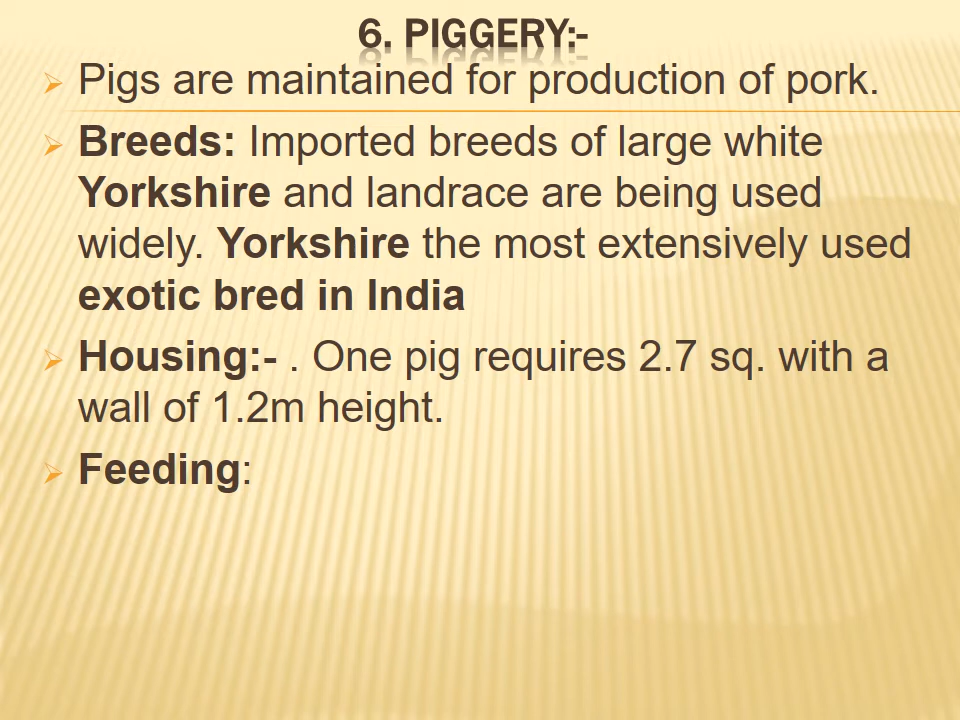 6. PIGGERY:-
Pigs are maintained for production of pork.
Breeds: Imported breeds of large white
Yorkshire and landrace are being used
widely. Yorkshire the most extensively used
exotic bred in India
Housing:- . One pig requires 2.7 sq. with a
wall of 1.2m height.
Feeding: